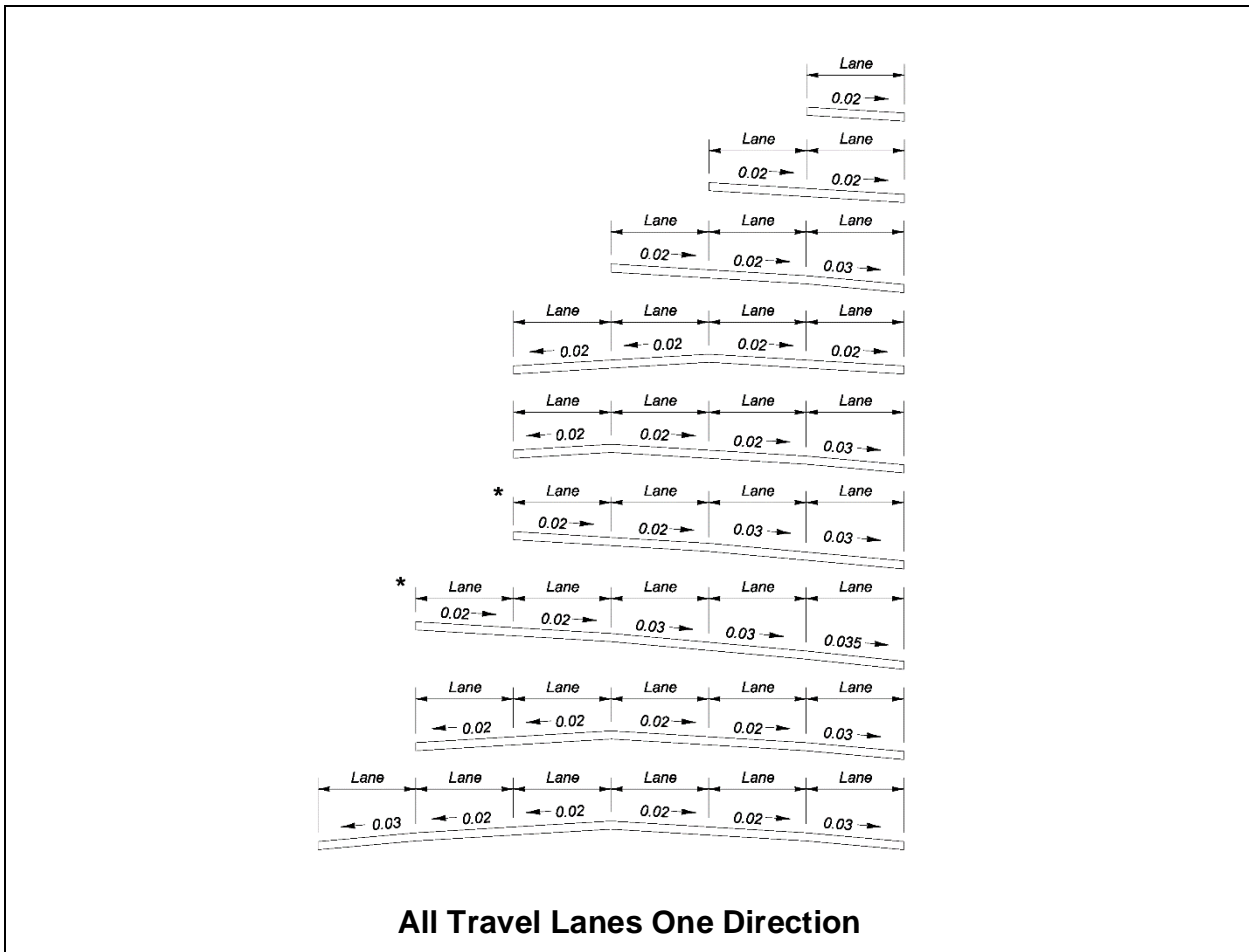 Lane
0.02
Lane Lane
0.02 0.02
Lane Lane Lane
0.02 0.02 0.03
Lane Lane Lane Lane
0.02 0.02 0.02 0.02
Lane Lane Lane Lane
0.02 0.02 0.02 0.03
* Lane Lane Lane Lane
0.02 0.02 0.03 0.03
* Lane Lane Lane Lane Lane
0.02 0.02 0.03 0.03 0.035
Lane Lane Lane Lane Lane
0.02 0.02 0.02 0.02 0.03
Lane Lane Lane Lane Lane Lane
0.03 0.02 0.02 0.02 0.02 0.03
All Travel Lanes One Direction